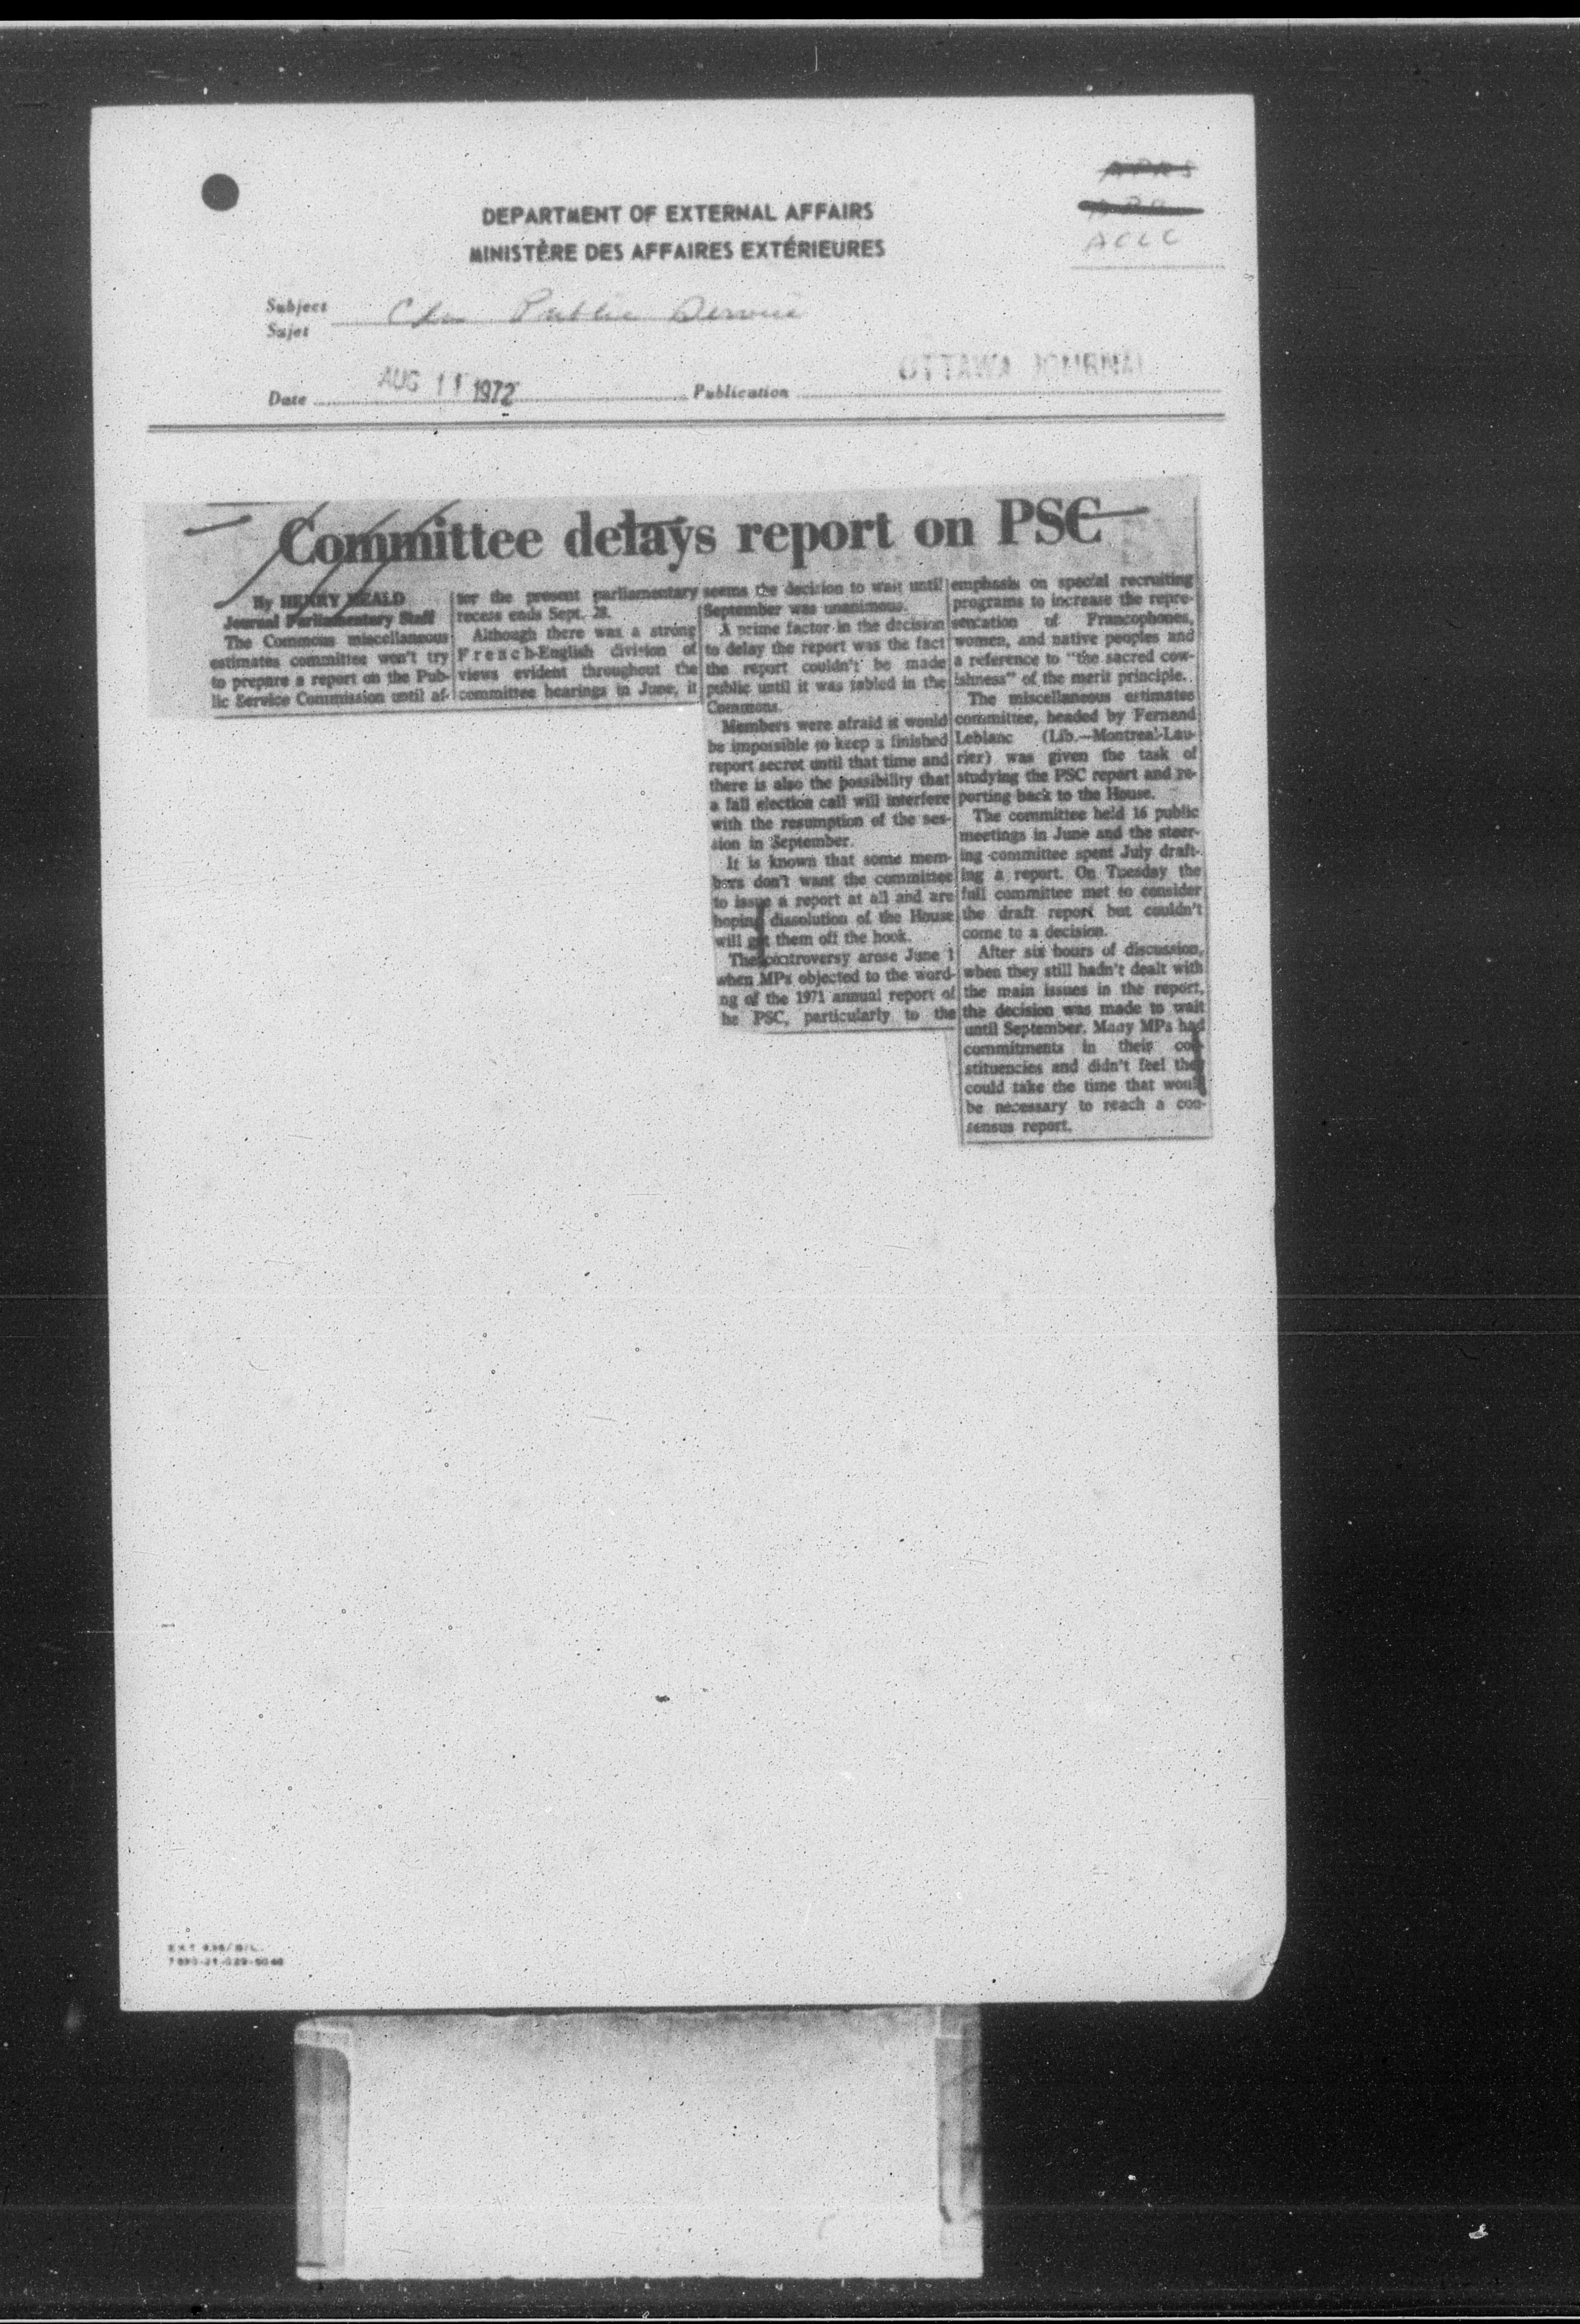 ACCC
DEPARTMENT OF EXTERNAL AFFAIRS
MINISTÈRE DES AFFAIRES EXTÉRIEURES
Subject
Sujet
Cdn Public Service
Date AUG 11 1972 Publication OTTAWA JOURNAL
Committee delays report on PSC
By HENRY HEALD
Journal Parliamentary Staff
The Commons miscellaneous
estimates committee won't try
to prepare a report on the Pub-
lic Service Commission until af-
ter the present parliamentary
recess ends Sept. 28.
Although there was a strong
French-English division of
views evident throughout the
committee hearings in June, it
seems the decision to wait until
September was unanimous.
A prime factor in the decision
to delay the report was the fact
the report couldn't be made
public until it was tabled in the
Commons.
Members were afraid it would
be impossible to keep a finished
report secret until that time and
there is also the possibility that
a fall election call will interfere
with the resumption of the ses-
sion in September.
It is known that some mem-
bers don't want the committee
to issue a report at all and are
hoping dissolution of the House
will get them off the hook.
The controversy arose June 1
when MPs objected to the word-
ng of the 1971 annual report of
he PSC, particularly to the
emphasis on special recruiting
programs to increase the repre-
sentation of Francophones,
women, and native peoples and
a reference to "the sacred cow-
ishness" of the merit principle.
The miscellaneous estimates
committee, headed by Fernand
Leblanc (Lib.—Montreal-Lau-
rier) was given the task of
studying the PSC report and re-
porting back to the House.
The committee held 16 public
meetings in June and the steer-
ing committee spent July draft-
ing a report. On Tuesday the
full committee met to consider
the draft report but couldn't
come to a decision.
After six hours of discussion,
when they still hadn't dealt with
the main issues in the report,
the decision was made to wait
until September. Many MPs had
commitments in their con-
stituencies and didn't feel they
could take the time that would
be necessary to reach a con-
sensus report.